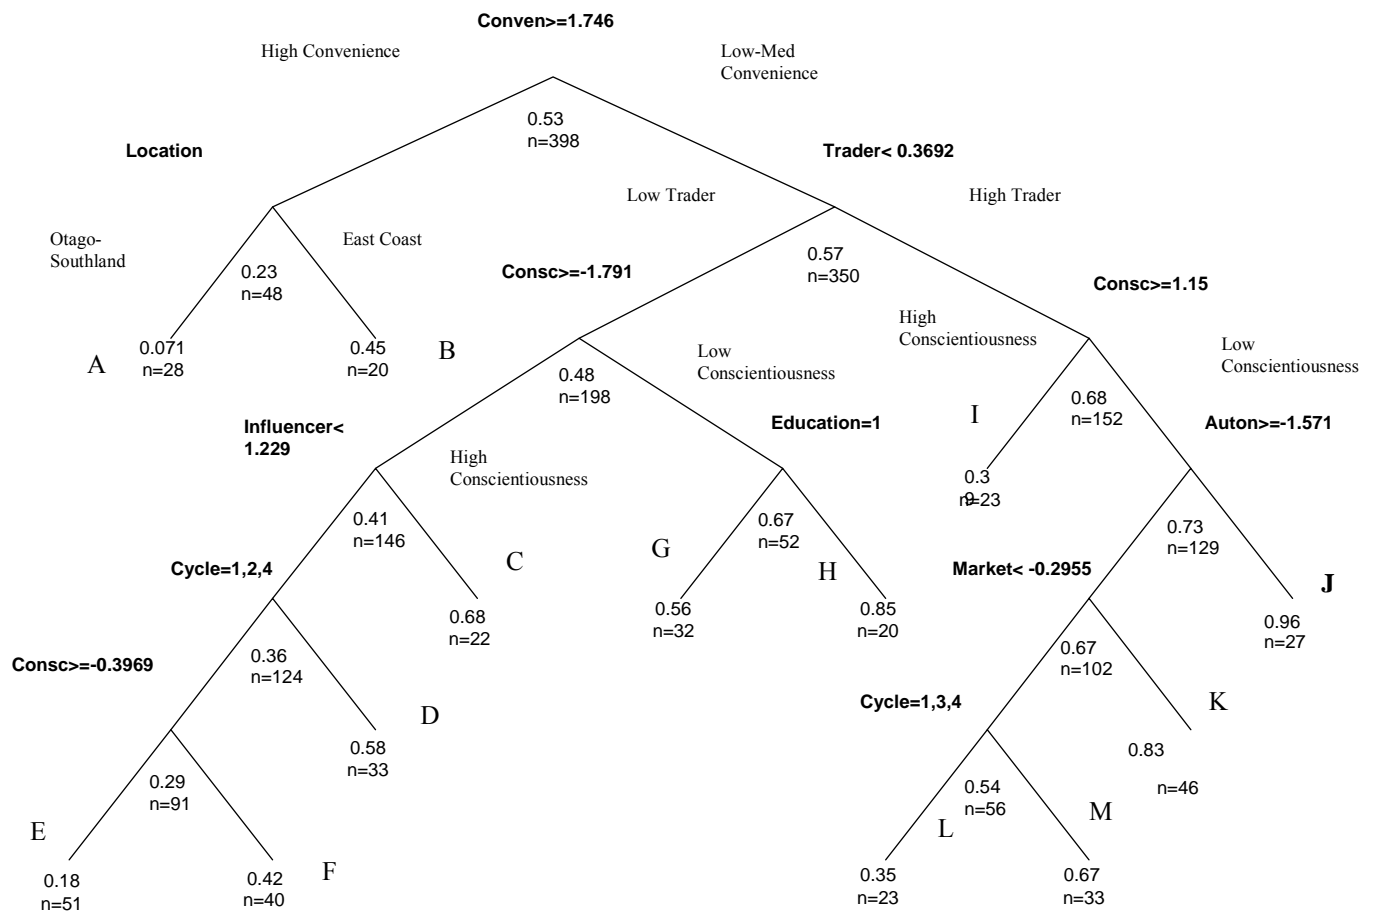 Conven>=1.746
High Convenience
Low-Med
Convenience
0.53
n=398
Location
Trader< 0.3692
Low Trader
High Trader
Otago-
Southland
East Coast
0.23
n=48
Consc>=-1.791
0.57
n=350
Consc>=1.15
High
Conscientiousness
Low
Conscientiousness
A
0.071
n=28
0.45
n=20
B
Low
Conscientiousness
0.48
n=198
0.68
n=152
I
Influencer<
1.229
Education=1
Auton>=-1.571
High
Conscientiousness
0.39
n=23
0.41
n=146
0.67
n=52
0.73
n=129
C
G
H
Cycle=1,2,4
Market< -0.2955
J
0.68
n=22
0.56
n=32
0.85
n=20
0.96
n=27
Consc>=-0.3969
0.36
n=124
0.67
n=102
Cycle=1,3,4
D
K
0.58
n=33
0.83
n=46
0.29
n=91
0.54
n=56
E
L
M
F
0.18
n=51
0.42
n=40
0.35
n=23
0.67
n=33